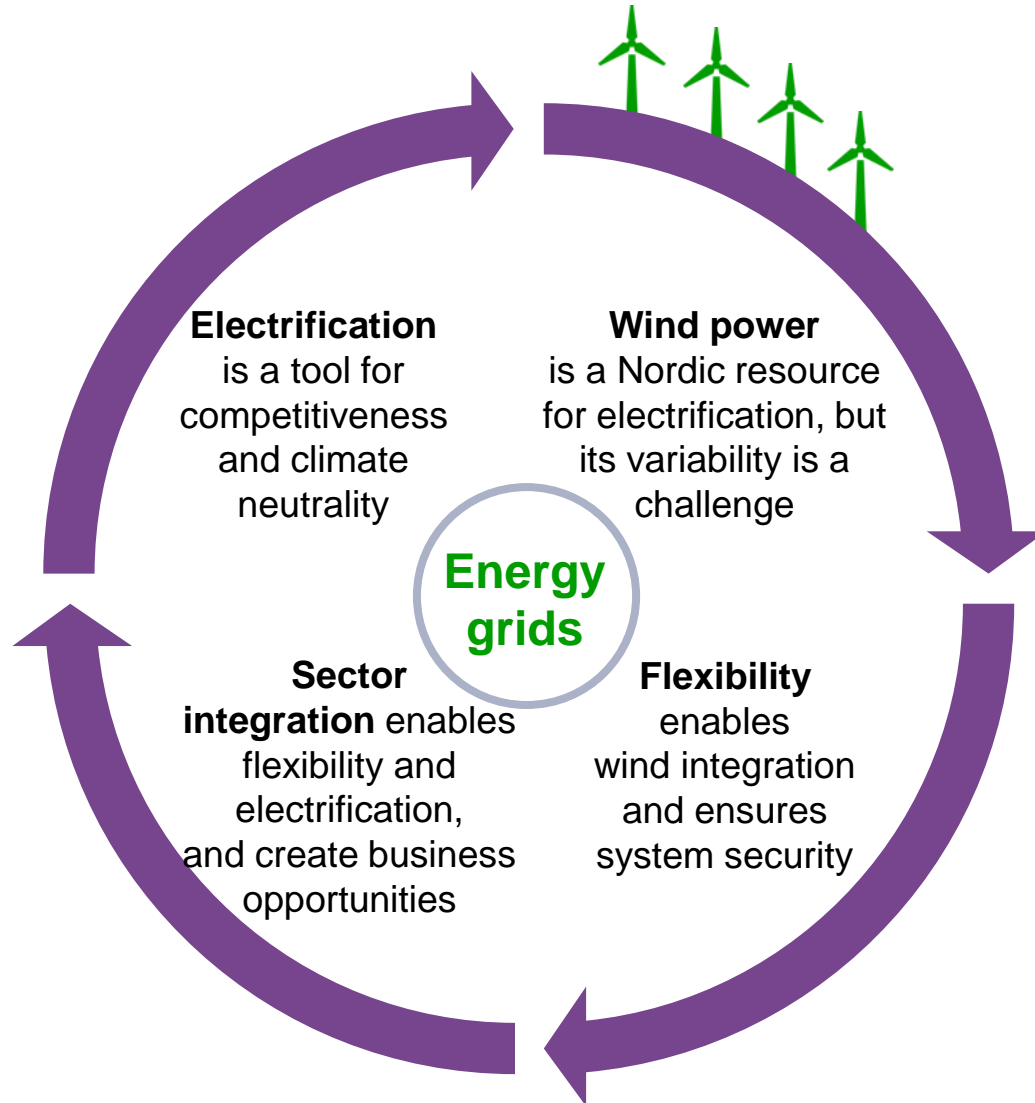 Electrification
is a tool for
competitiveness
and climate
neutrality
Wind power
is a Nordic resource
for electrification, but
its variability is a
challenge
Energy
grids
Sector
integration enables
flexibility and
electrification,
and create business
opportunities
Flexibility
enables
wind integration
and ensures
system security